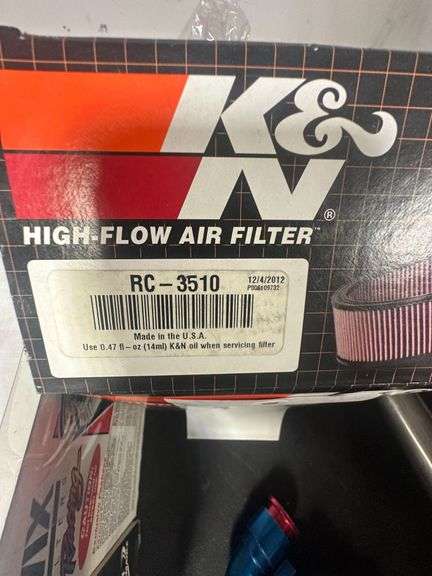 K&N®
HIGH-FLOW AIR FILTER™
RC-3510 12/4/2012
Made in the U.S.A.
Use 0.47 fl-oz (14ml) K&N oil when servicing filter